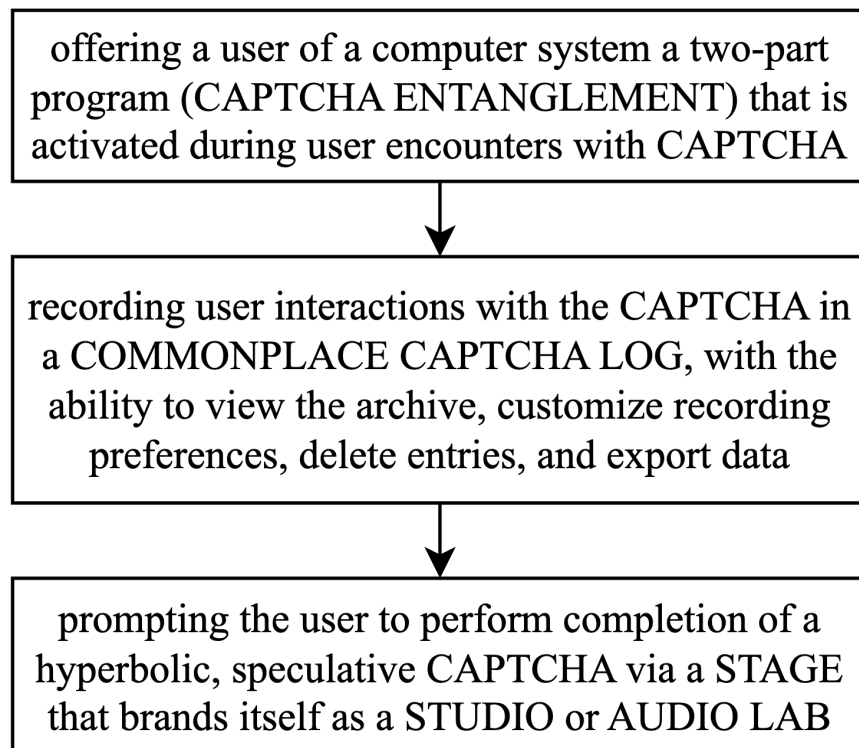 offering a user of a computer system a two-part
program (CAPTCHA ENTANGLEMENT) that is
activated during user encounters with CAPTCHA
recording user interactions with the CAPTCHA in
a COMMONPLACE CAPTCHA LOG, with the
ability to view the archive, customize recording
preferences, delete entries, and export data
prompting the user to perform completion of a
hyperbolic, speculative CAPTCHA via a STAGE
that brands itself as a STUDIO or AUDIO LAB